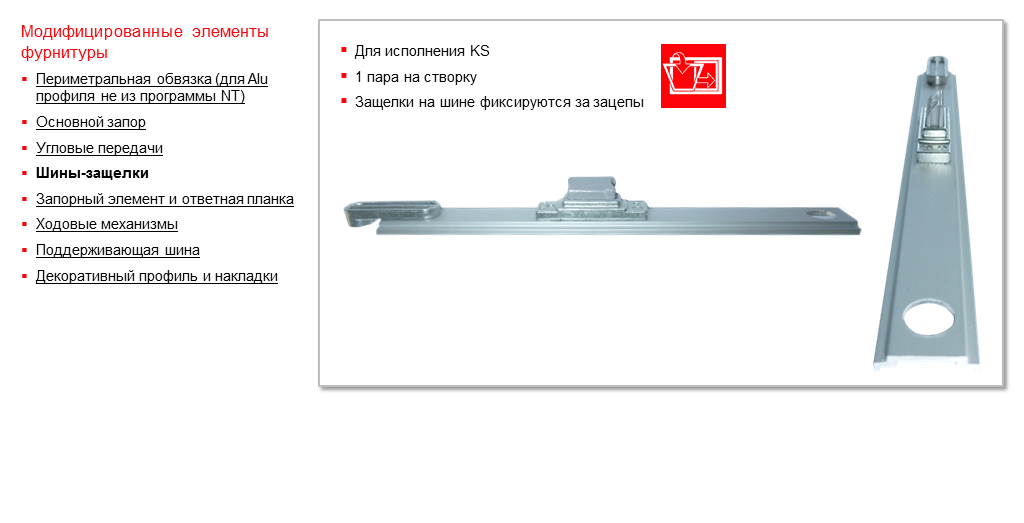 Модифицированные элементы
фурнитуры
Периметральная обвязка (для Alu
профиля не из программы NT)
Основной запор
Угловые передачи
Шины-защелки
Запорный элемент и ответная планка
Ходовые механизмы
Поддерживающая шина
Декоративный профиль и накладки
Для исполнения KS
1 пара на створку
Защелки на шине фиксируются за зацепы